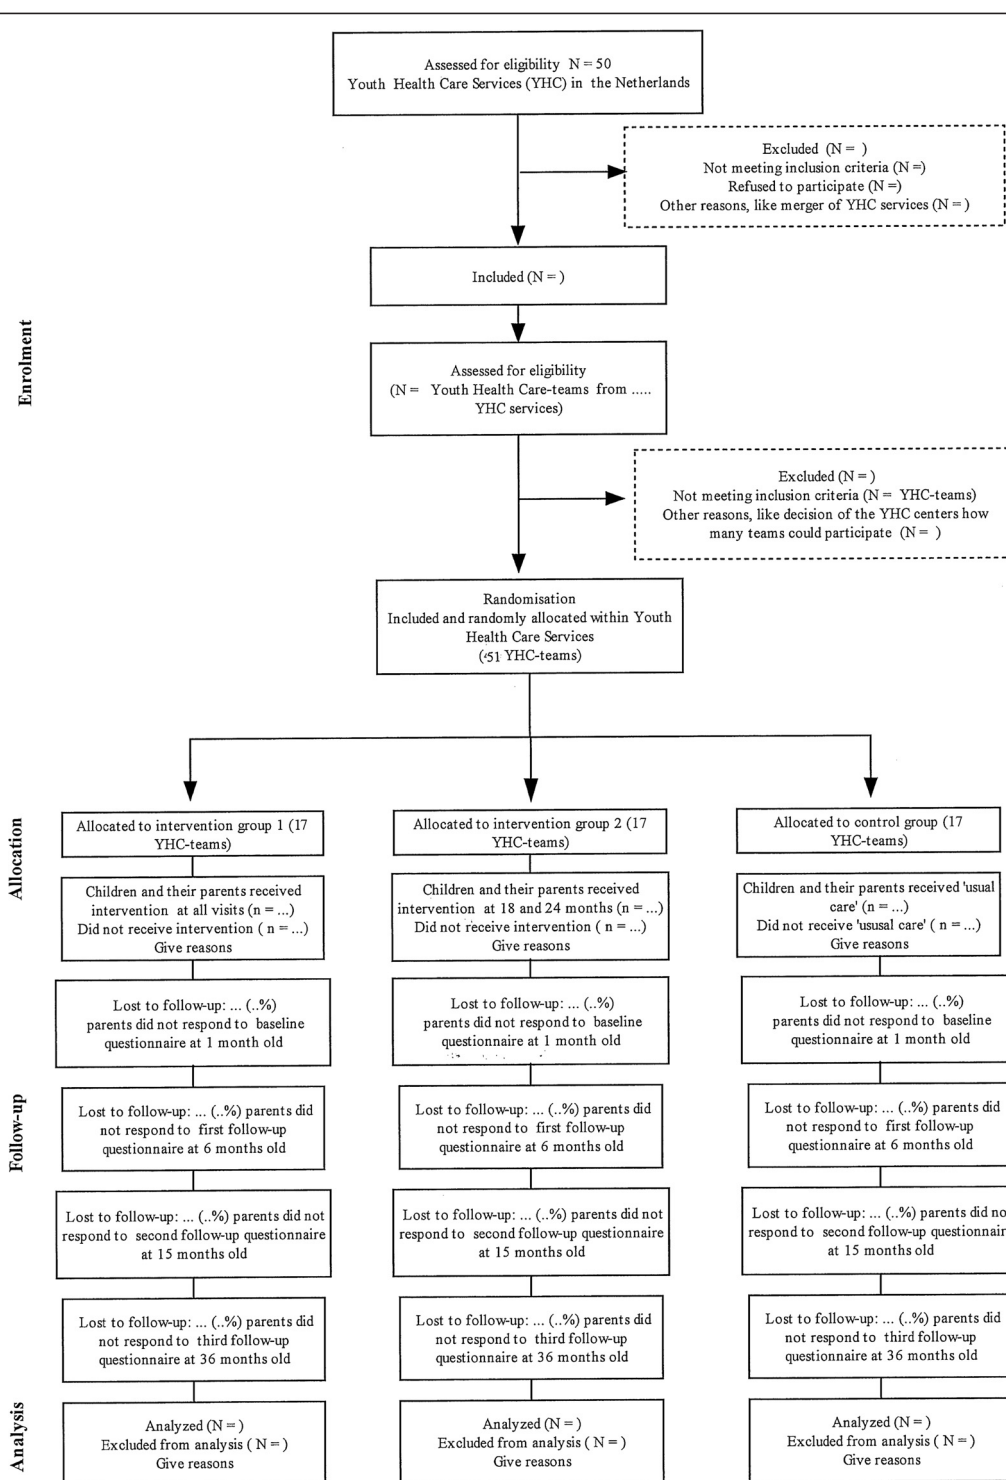 Assessed for eligibility N = 50
Youth Health Care Services (YHC) in the Netherlands
Excluded (N = )
Not meeting inclusion criteria (N =)
Refused to participate (N =)
Other reasons, like merger of YHC services (N = )
Enrolment
Included (N = )
Assessed for eligibility
(N = Youth Health Care-teams from .....
YHC services)
Excluded (N = )
Not meeting inclusion criteria (N = YHC-teams)
Other reasons, like decision of the YHC centers how
many teams could participate (N = )
Randomisation
Included and randomly allocated within Youth
Health Care Services
(51 YHC-teams)
Allocation
Allocated to intervention group 1 (17
YHC-teams)
Allocated to intervention group 2 (17
YHC-teams)
Allocated to control group (17
YHC-teams)
Children and their parents received
intervention at all visits (n = ...)
Did not receive intervention ( n = ...)
Give reasons
Children and their parents received
intervention at 18 and 24 months (n = ...)
Did not receive intervention ( n = ...)
Give reasons
Children and their parents received 'usual
care' (n = ...)
Did not receive 'ususal care' ( n = ...)
Give reasons
Follow-up
Lost to follow-up: ... (..%)
parents did not respond to baseline
questionnaire at 1 month old
Lost to follow-up: ... (..%)
parents did not respond to baseline
questionnaire at 1 month old
Lost to follow-up: ... (..%)
parents did not respond to baseline
questionnaire at 1 month old
Lost to follow-up: ... (..%) parents did
not respond to first follow-up
questionnaire at 6 months old
Lost to follow-up: ... (..%) parents did
not respond to first follow-up
questionnaire at 6 months old
Lost to follow-up: ... (..%) parents did
not respond to first follow-up
questionnaire at 6 months old
Lost to follow-up: ... (..%) parents did not
respond to second follow-up questionnaire
at 15 months old
Lost to follow-up: ... (..%) parents did not
respond to second follow-up questionnaire
at 15 months old
Lost to follow-up: ... (..%) parents did no
respond to second follow-up questionnair
at 15 months old
Lost to follow-up: ... (..%) parents did
not respond to third follow-up
questionnaire at 36 months old
Lost to follow-up: ... (..%) parents did
not respond to third follow-up
questionnaire at 36 months old
Lost to follow-up: ... (..%) parents did
not respond to third follow-up
questionnaire at 36 months old
Analysis
Analyzed (N = )
Excluded from analysis ( N = )
Give reasons
Analyzed (N = )
Excluded from analysis ( N = )
Give reasons
Analyzed (N = )
Excluded from analysis ( N = )
Give reasons